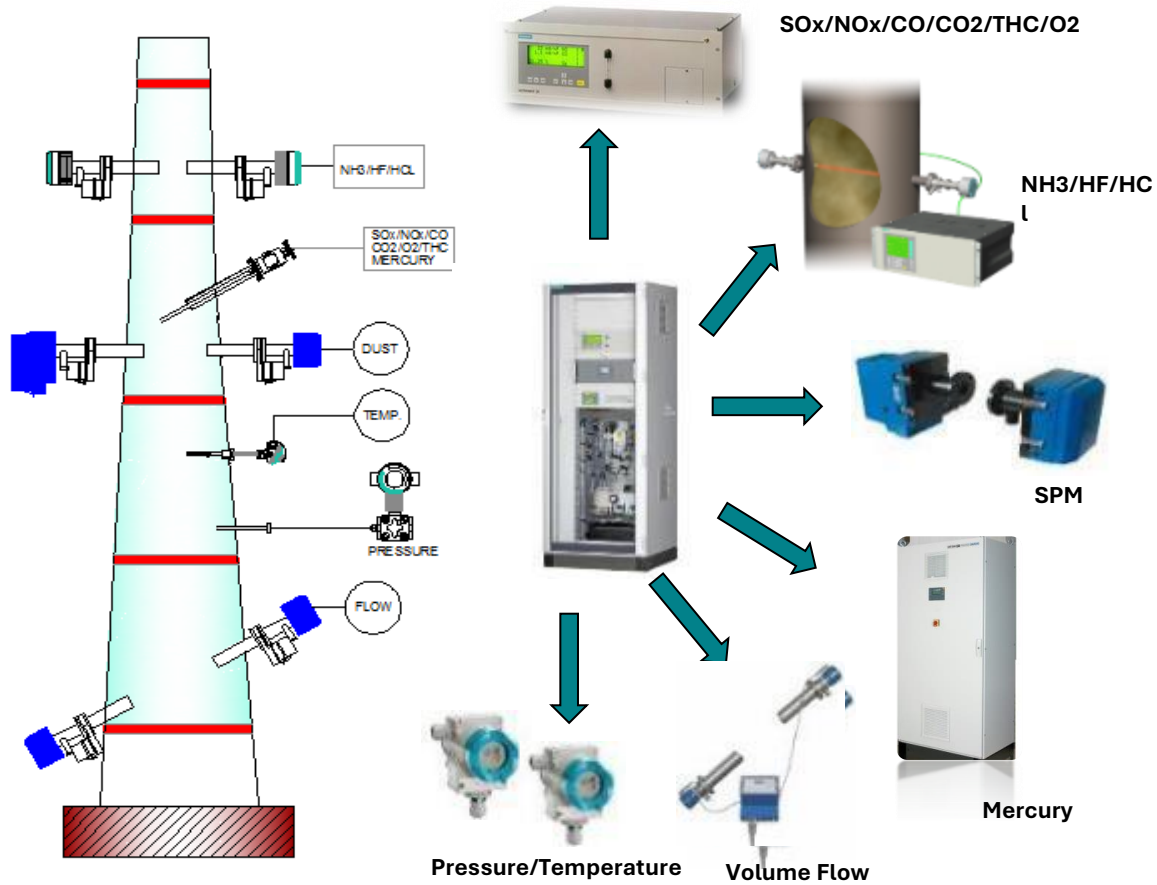 SOx/NOx/CO/CO2/THC/O2
NH3/HF/HCL
SOx/NOx/CO
CO2/O2/THC
MERCURY
NH3/HF/HC
l
DUST
TEMP.
SPM
PRESSURE
FLOW
Mercury
Pressure/Temperature
Volume Flow